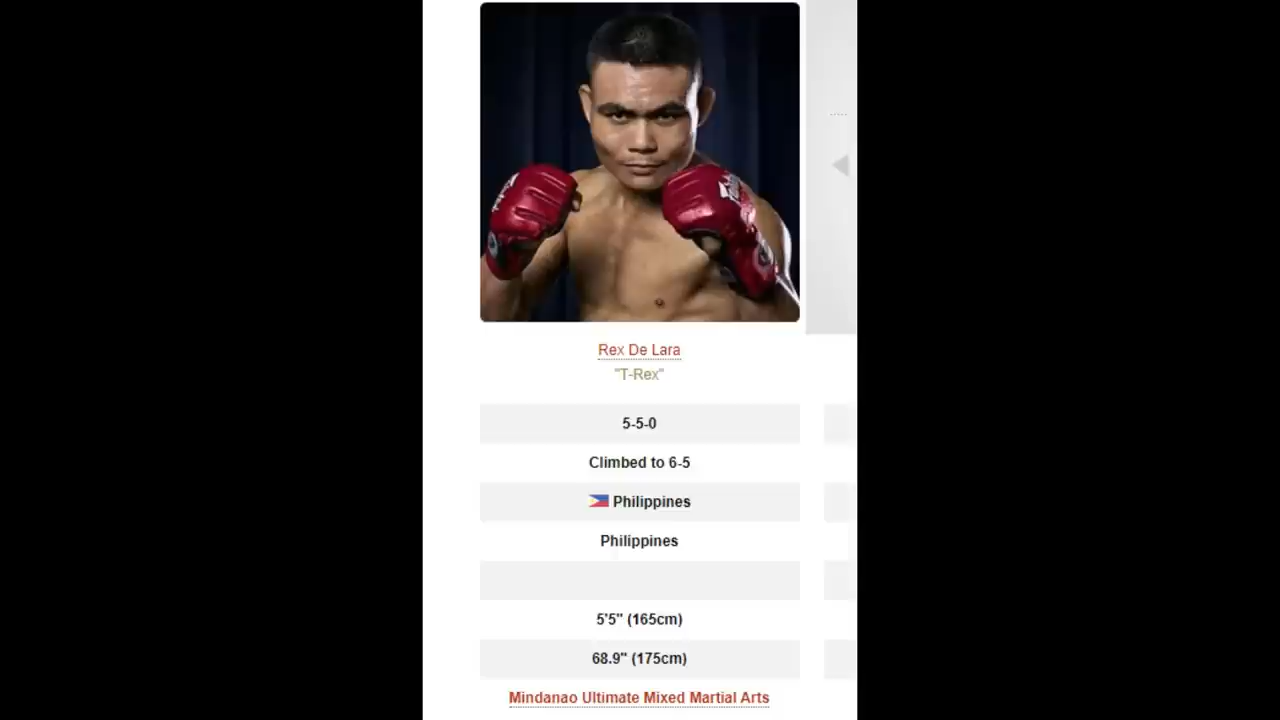 Rex De Lara
"T-Rex"
5-5-0
Climbed to 6-5
Philippines
Philippines
5'5" (165cm)
68.9" (175cm)
Mindanao Ultimate Mixed Martial Arts